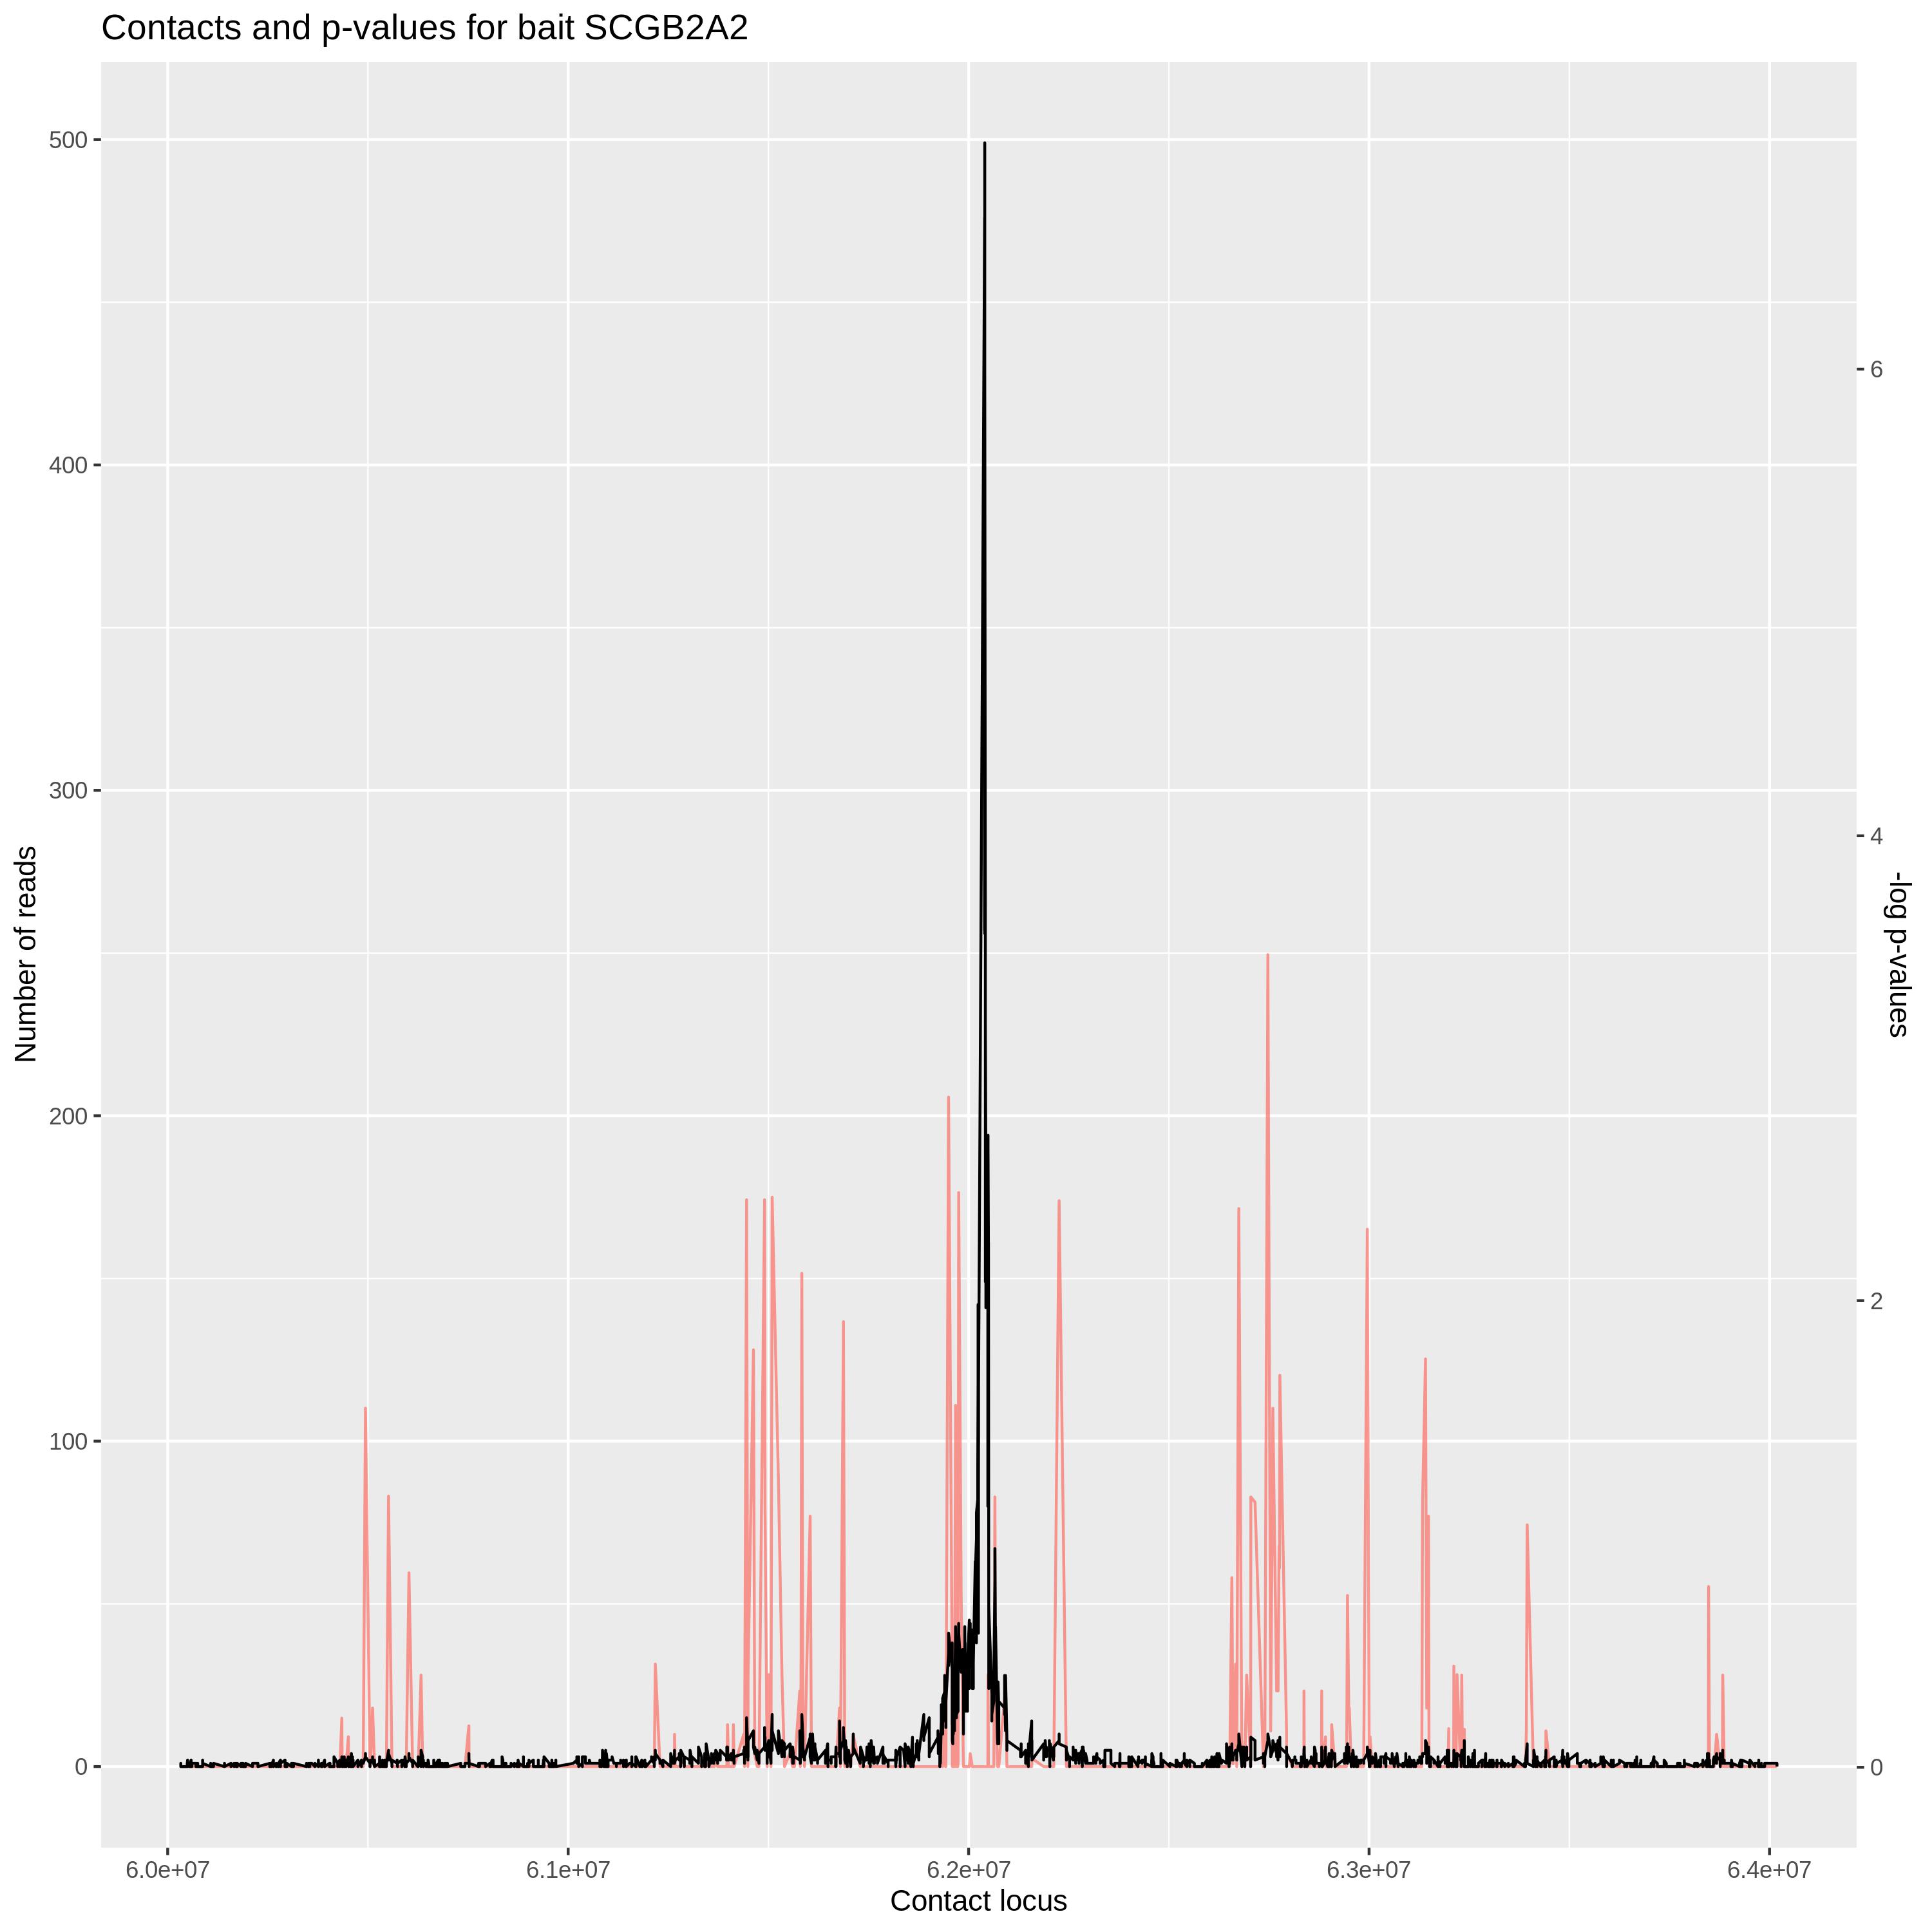 Contacts and p-values for bait SCGB2A2
500
400
300
200
100
0
Number of reads
6
4
2
0
-log p-values
6.0e+07
6.1e+07
6.2e+07
6.3e+07
6.4e+07
Contact locus